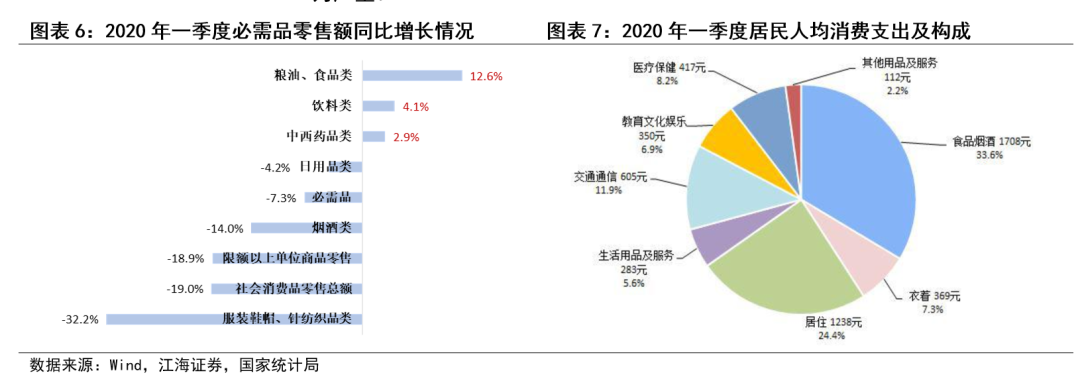 图表 6：2020 年一季度必需品零售额同比增长情况
粮油、食品类 12.6%
饮料类 4.1%
中西药品类 2.9%
-4.2% 日用品类
-7.3% 必需品
-14.0% 烟酒类
-18.9% 限额以上单位商品零售
-19.0% 社会消费品零售总额
-32.2% 服装鞋帽、针纺织品类
图表 7：2020 年一季度居民人均消费支出及构成
其他用品及服务
112元
2.2%
食品烟酒 1708元
33.6%
衣着 369元
7.3%
居住 1238元
24.4%
生活用品及服务
283元
5.6%
交通通信 605元
11.9%
教育文化娱乐
350元
6.9%
医疗保健 417元
8.2%
数据来源：Wind，江海证券，国家统计局